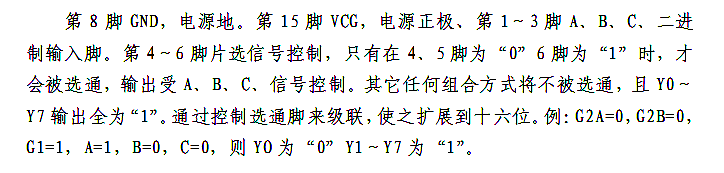 第 8 脚 GND，电源地。第 15 脚 VCG，电源正极、第 1～3 脚 A、B、C、二进
制输入脚。第 4～6 脚片选信号控制，只有在 4、5 脚为 “0” 6 脚为 “1” 时，才
会被选通，输出受 A、B、C、信号控制。其它任何组合方式将不被选通，且 Y0～
Y7 输出全为“1”。通过控制选通脚来级联，使之扩展到十六位。例：G2A=0，G2B=0，
G1=1，A=1，B=0，C=0，则 Y0 为 “0” Y1～Y7 为 “1”。